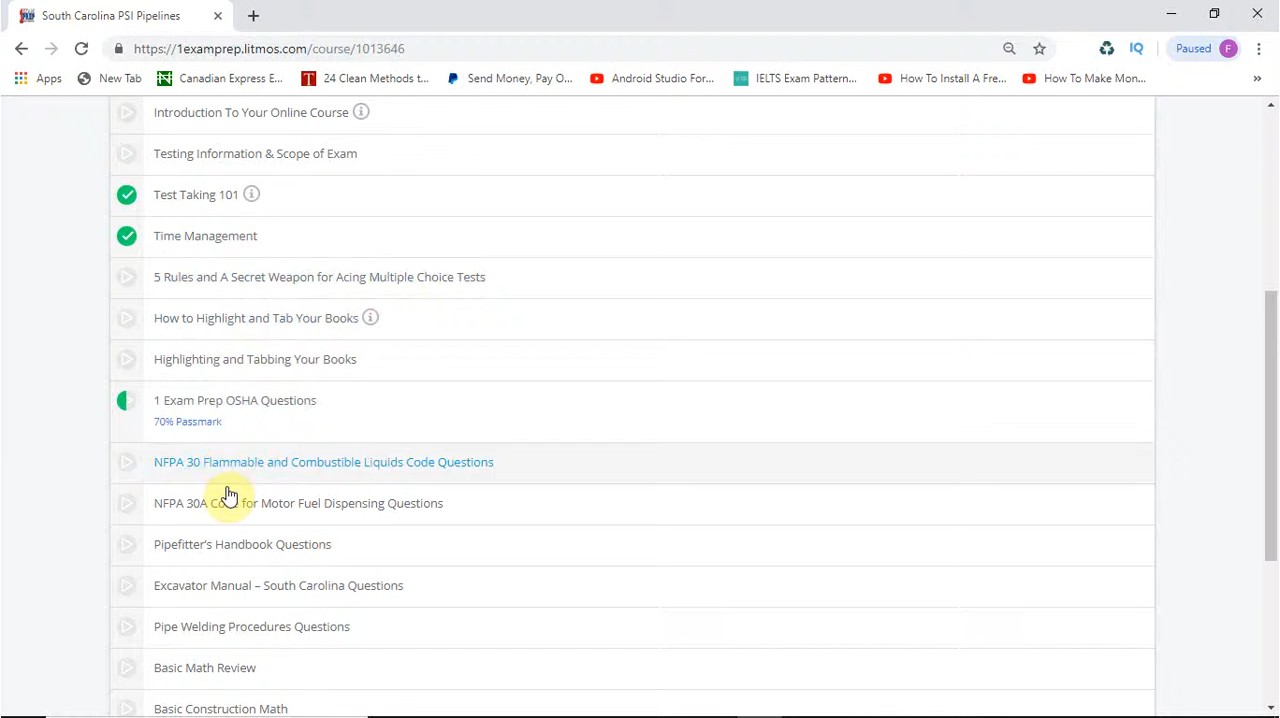 South Carolina PSI Pipelines
https://1examprep.litmos.com/course/1013646
Paused F
Apps
New Tab
Canadian Express E...
24 Clean Methods t...
Send Money, Pay O...
Android Studio For...
IELTS Exam Pattern...
How To Install A Fre...
How To Make Mon...
Introduction To Your Online Course
Testing Information & Scope of Exam
Test Taking 101
Time Management
5 Rules and A Secret Weapon for Acing Multiple Choice Tests
How to Highlight and Tab Your Books
Highlighting and Tabbing Your Books
1 Exam Prep OSHA Questions
70% Passmark
NFPA 30 Flammable and Combustible Liquids Code Questions
NFPA 30A Code for Motor Fuel Dispensing Questions
Pipefitter's Handbook Questions
Excavator Manual – South Carolina Questions
Pipe Welding Procedures Questions
Basic Math Review
Basic Construction Math